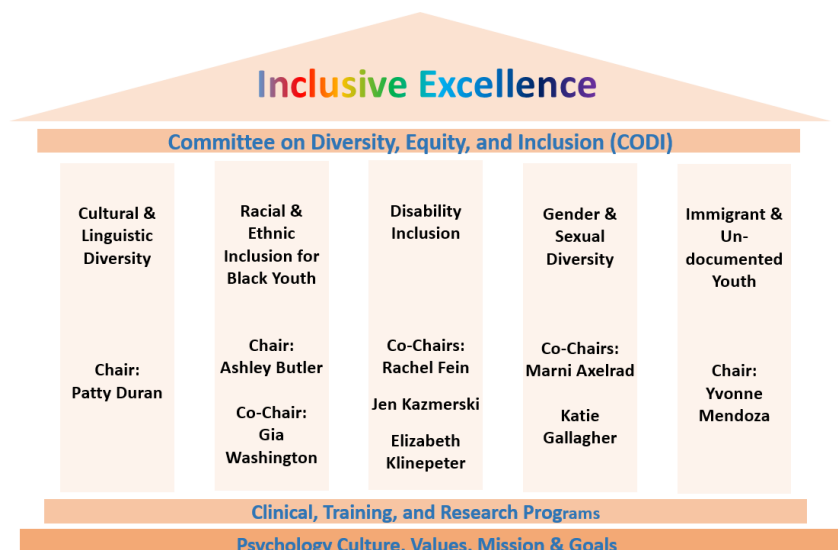 Inclusive Excellence
Committee on Diversity, Equity, and Inclusion (CODI)
Cultural &
Linguistic
Diversity
Chair:
Patty Duran
Racial &
Ethnic
Inclusion for
Black Youth
Chair:
Ashley Butler
Co-Chair:
Gia
Washington
Disability
Inclusion
Co-Chairs:
Rachel Fein
Jen Kazmerski
Elizabeth
Klinepeter
Gender &
Sexual
Diversity
Co-Chairs:
Marni Axelrad
Katie
Gallagher
Immigrant &
Un-
documented
Youth
Chair:
Yvonne
Mendoza
Clinical, Training, and Research Programs
Psychology Culture, Values, Mission & Goals